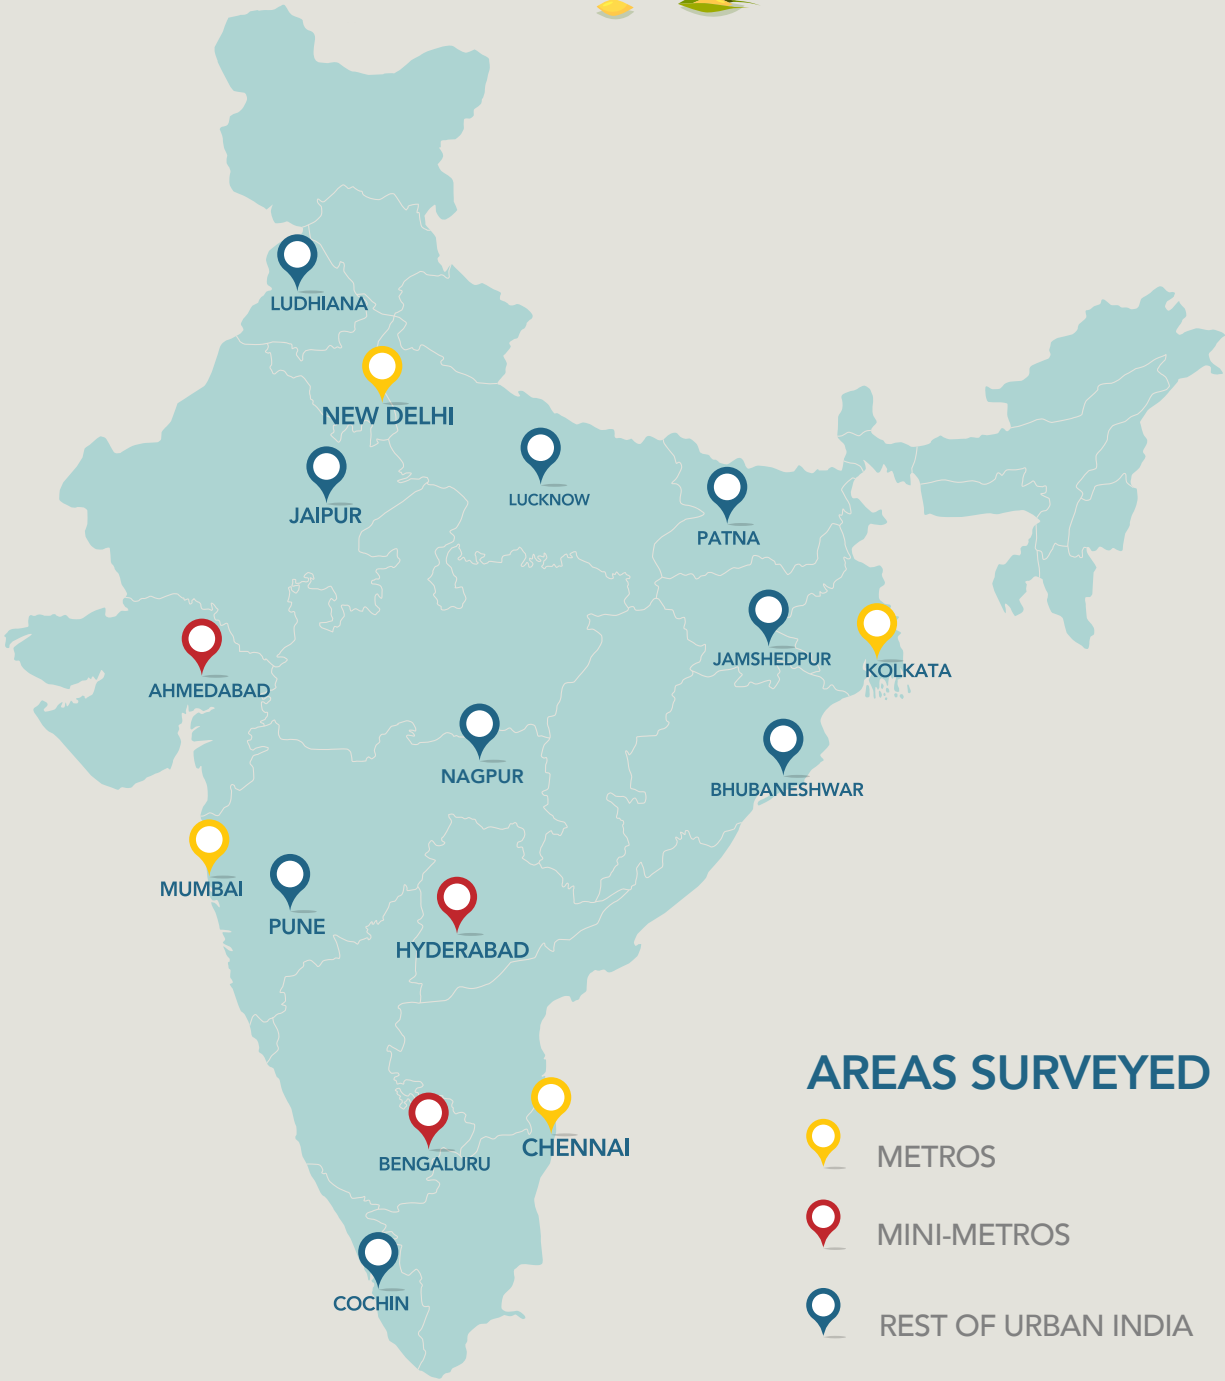 LUDHIANA
NEW DELHI
JAIPUR
LUCKNOW
PATNA
AHMEDABAD
JAMSHEDPUR
KOLKATA
NAGPUR
BHUBANESHWAR
MUMBAI
PUNE
HYDERABAD
BENGALURU
CHENNAI
COCHIN
AREAS SURVEYED
METROS
MINI-METROS
REST OF URBAN INDIA